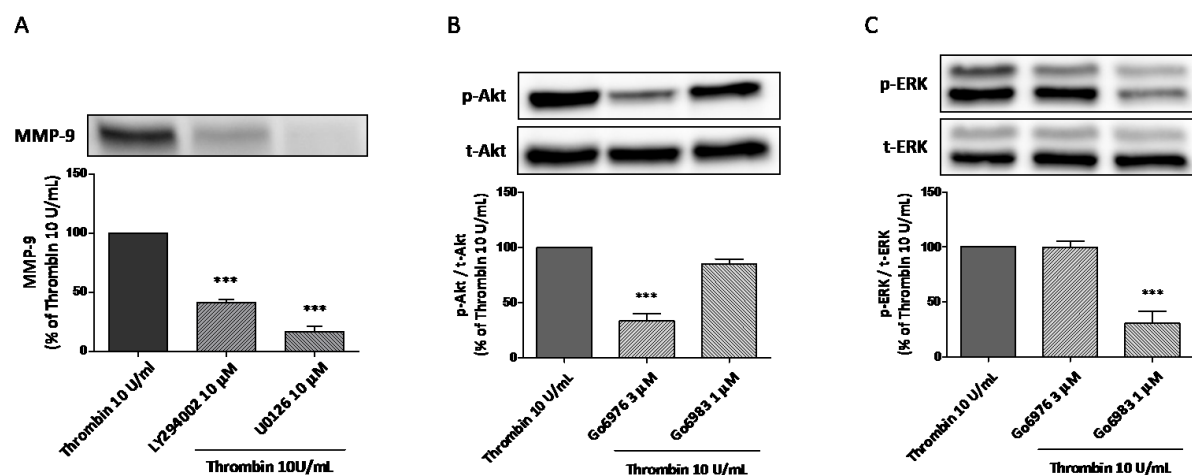 A
MMP-9
150
100
50
0
MMP-9
(% of Thrombin 10 U/mL)
***
***
Thrombin 10 U/ml
LY294002 10 µM
U0126 10 µM
Thrombin 10U/mL
B
p-Akt
t-Akt
150
100
50
0
p-Akt / t-Akt
(% of Thrombin 10 U/mL)
***
Thrombin 10 U/mL
Go6976 3 µM
Go6983 1 µM
Thrombin 10 U/mL
C
p-ERK
t-ERK
150
100
50
0
p-ERK / t-ERK
(% of Thrombin 10 U/mL)
***
Thrombin 10 U/mL
Go6976 3 µM
Go6983 1 µM
Thrombin 10 U/mL